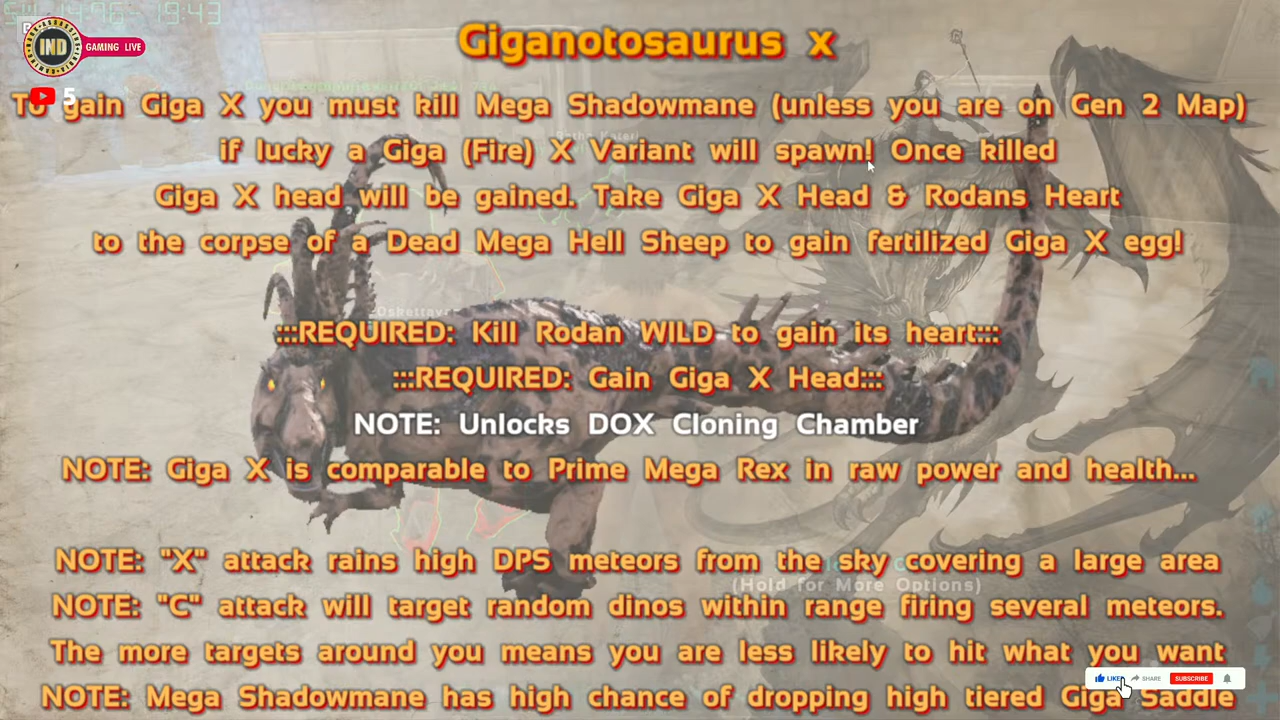 19:43
IND
GAMING LIVE
5
Giganotosaurus x
To gain Giga X you must kill Mega Shadowmane (unless you are on Gen 2 Map)
if lucky a Giga (Fire) X Variant will spawn! Once killed
Giga X head will be gained. Take Giga X Head & Rodans Heart
to the corpse of a Dead Mega Hell Sheep to gain fertilized Giga X egg!
:::REQUIRED: Kill Rodan WILD to gain its heart:::
:::REQUIRED: Gain Giga X Head:::
NOTE: Unlocks DOX Cloning Chamber
NOTE: Giga X is comparable to Prime Mega Rex in raw power and health...
NOTE: "X" attack rains high DPS meteors from the sky covering a large area
(Hold for More Options)
NOTE: "C" attack will target random dinos within range firing several meteors.
The more targets around you means you are less likely to hit what you want
LIKE SHARE SUBSCRIBE
NOTE: Mega Shadowmane has high chance of dropping high tiered Giga Saddle